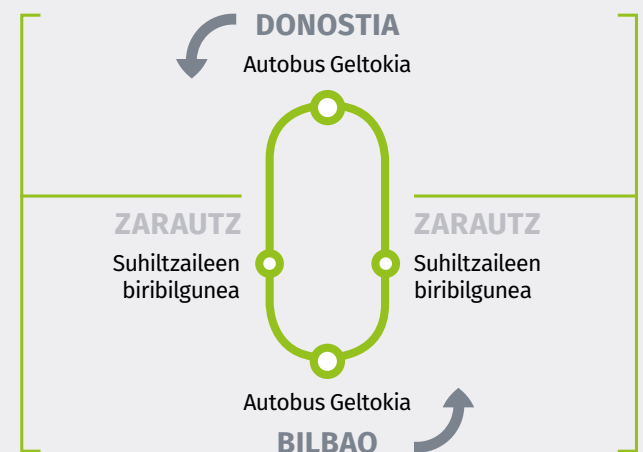 DONOSTIA
Autobus Geltokia
ZARAUTZ
Suhiltzaileen
biribilgunea
ZARAUTZ
Suhiltzaileen
biribilgunea
Autobus Geltokia
BILBAO